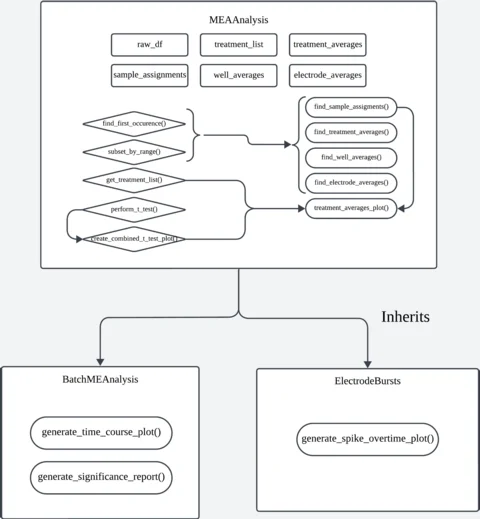 MEAAnalysis
raw_df
treatment_list
treatment_averages
sample_assignments
well_averages
electrode_averages
find_first_occurence()
subset_by_range()
get_treatment_list()
perform_t_test()
create_combined_t_test_plot()
find_sample_assigments()
find_treatment_averages()
find_well_averages()
find_electrode_averages()
treatment_averages_plot()
Inherits
BatchMEAnalysis
generate_time_course_plot()
generate_significance_report()
ElectrodeBursts
generate_spike_overtime_plot()